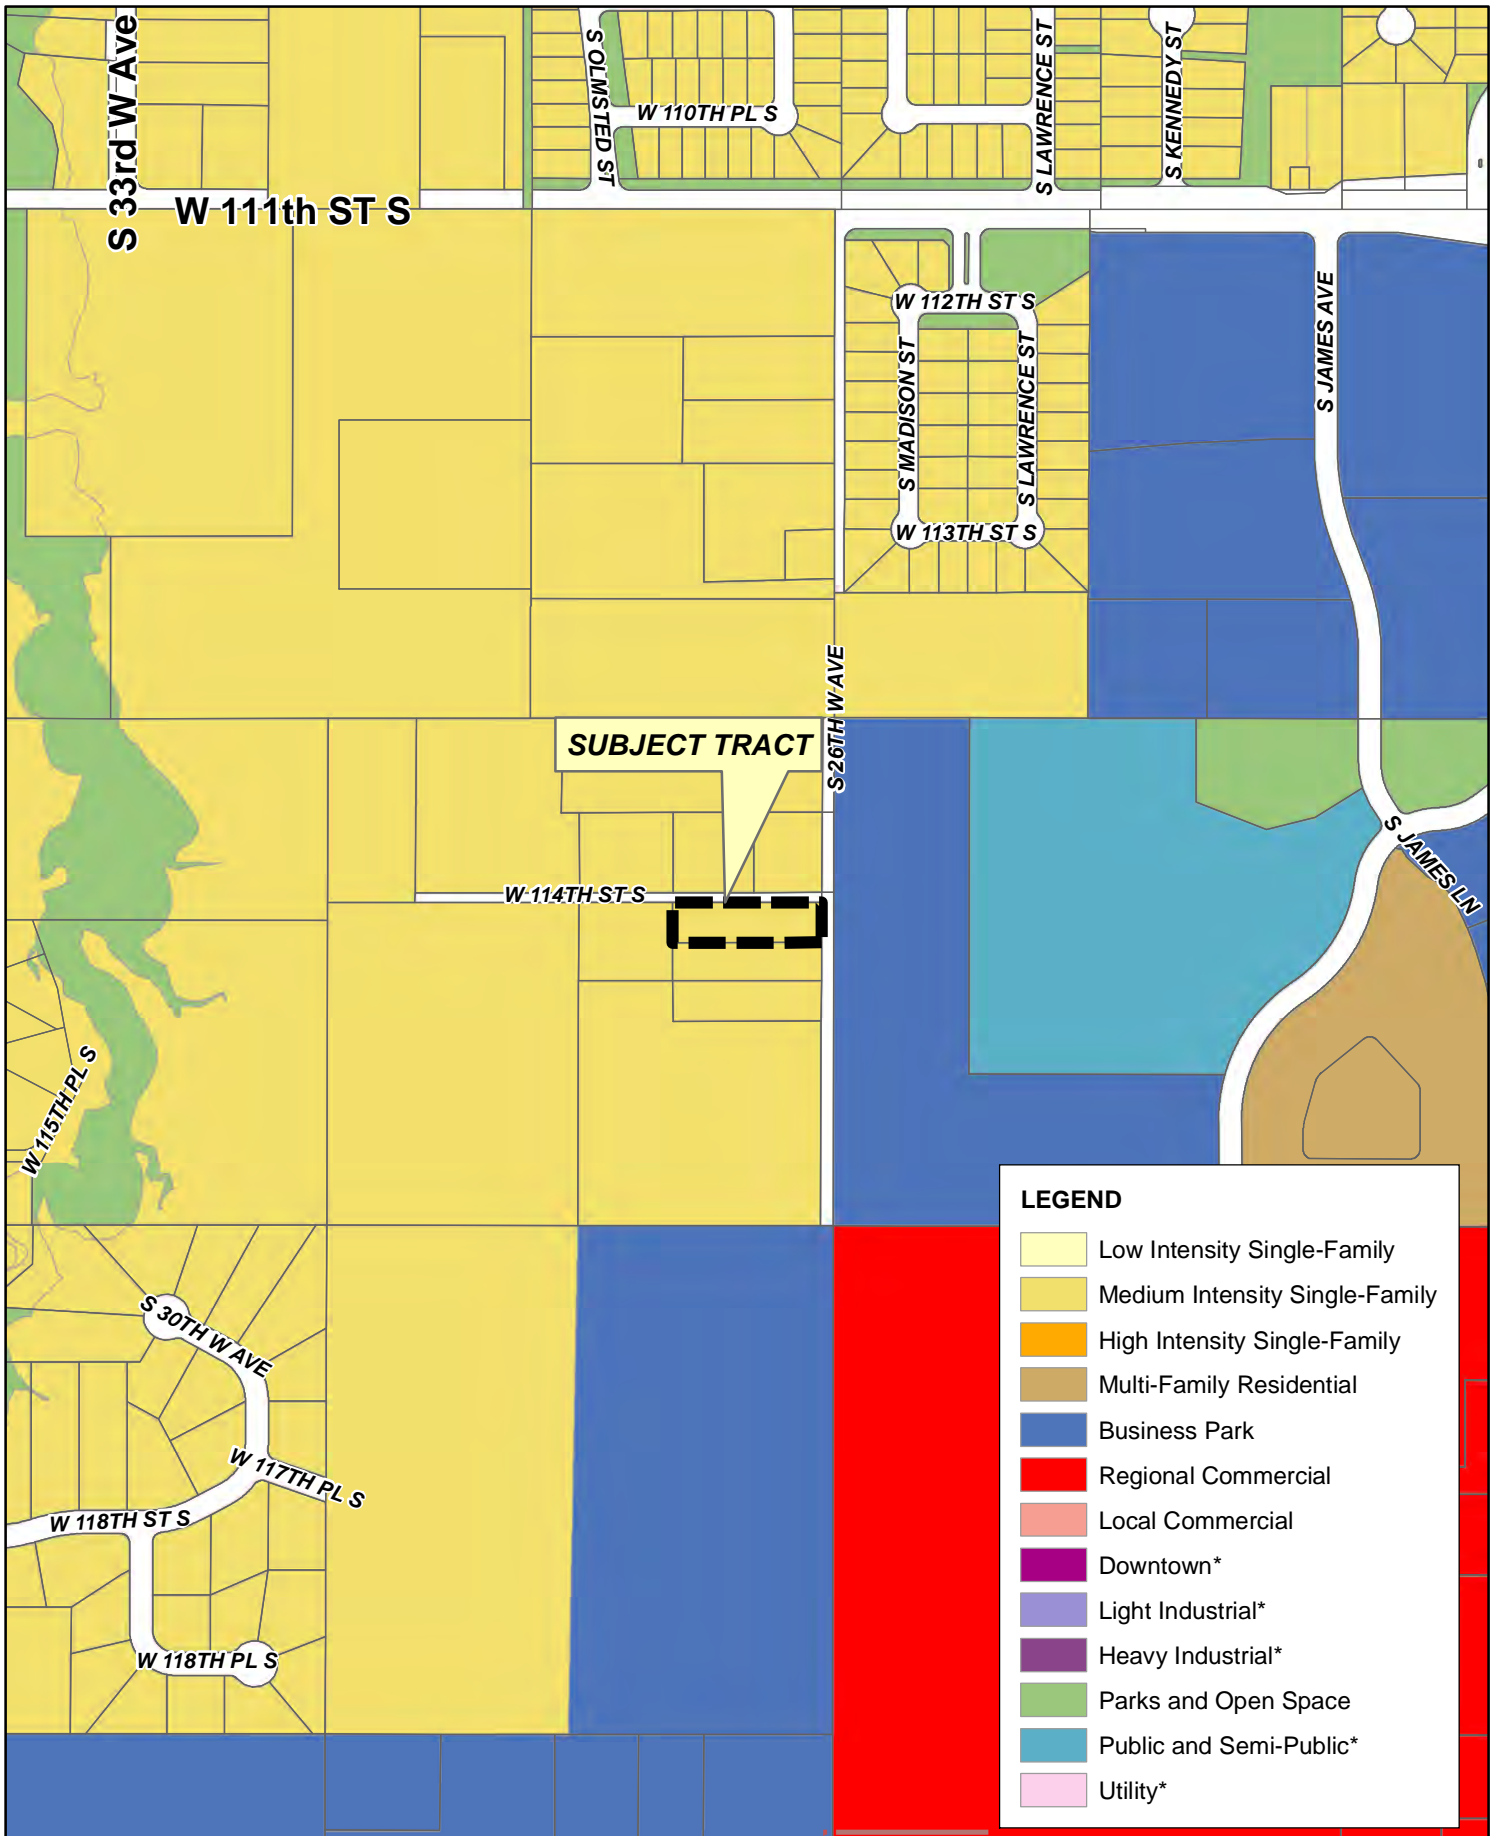 S 33rd W Ave
S OLMSTED ST
W 110TH PL S
S LAWRENCE ST
S KENNEDY ST
W 111th ST S
W 112TH ST S
S MADISON ST
S LAWRENCE ST
S JAMES AVE
W 113TH ST S
S 26TH W AVE
SUBJECT TRACT
S JAMES LN
W 114TH ST S
W 115TH PL S
S 30TH W AVE
W 117TH PL S
W 118TH ST S
W 118TH PL S
LEGEND
Low Intensity Single-Family
Medium Intensity Single-Family
High Intensity Single-Family
Multi-Family Residential
Business Park
Regional Commercial
Local Commercial
Downtown*
Light Industrial*
Heavy Industrial*
Parks and Open Space
Public and Semi-Public*
Utility*